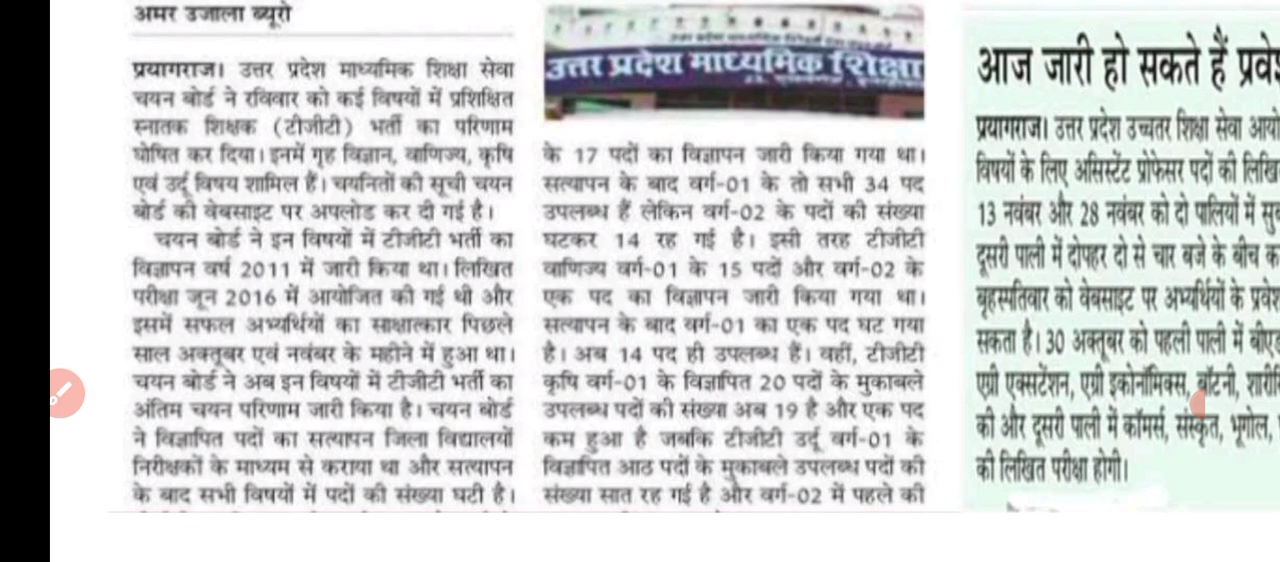 अमर उजाला ब्यूरो
प्रयागराज। उत्तर प्रदेश माध्यमिक शिक्षा सेवा
चयन बोर्ड ने रविवार को कई विषयों में प्रशिक्षित
स्नातक शिक्षक (टीजीटी) भर्ती का परिणाम
घोषित कर दिया। इनमें गृह विज्ञान, वाणिज्य, कृषि
एवं उर्दू विषय शामिल हैं। चयनितों की सूची चयन
बोर्ड की वेबसाइट पर अपलोड कर दी गई है।
चयन बोर्ड ने इन विषयों में टीजीटी भर्ती का
विज्ञापन वर्ष 2011 में जारी किया था। लिखित
परीक्षा जून 2016 में आयोजित की गई थी और
इसमें सफल अभ्यर्थियों का साक्षात्कार पिछले
साल अक्तूबर एवं नवंबर के महीने में हुआ था।
चयन बोर्ड ने अब इन विषयों में टीजीटी भर्ती का
अंतिम चयन परिणाम जारी किया है। चयन बोर्ड
ने विज्ञापित पदों का सत्यापन जिला विद्यालयों
निरीक्षकों के माध्यम से कराया था और सत्यापन
के बाद सभी विषयों में पदों की संख्या घटी है।
उत्तर प्रदेश माध्यमिक शिक्षा
के 17 पदों का विज्ञापन जारी किया गया था।
सत्यापन के बाद वर्ग-01 के तो सभी 34 पद
उपलब्ध हैं लेकिन वर्ग-02 के पदों की संख्या
घटकर 14 रह गई है। इसी तरह टीजीटी
वाणिज्य वर्ग-01 के 15 पदों और वर्ग-02 के
एक पद का विज्ञापन जारी किया गया था।
सत्यापन के बाद वर्ग-01 का एक पद घट गया
है। अब 14 पद ही उपलब्ध हैं। वहीं, टीजीटी
कृषि वर्ग-01 के विज्ञापित 20 पदों के मुकाबले
उपलब्ध पदों की संख्या अब 19 है और एक पद
कम हुआ है जबकि टीजीटी उर्दू वर्ग-01 के
विज्ञापित आठ पदों के मुकाबले उपलब्ध पदों की
संख्या सात रह गई है और वर्ग-02 में पहले की
आज जारी हो सकते हैं प्रवे
प्रयागराज। उत्तर प्रदेश उच्चतर शिक्षा सेवा आयो
विषयों के लिए असिस्टेंट प्रोफेसर पदों की लिखि
13 नवंबर और 28 नवंबर को दो पालियों में सु
दूसरी पाली में दोपहर दो से चार बजे के बीच क
बृहस्पतिवार को वेबसाइट पर अभ्यर्थियों के प्रवे
सकता है। 30 अक्तूबर को पहली पाली में बीए
एग्री एक्सटेंशन, एग्री इकोनॉमिक्स, बॉटनी, शारी
की और दूसरी पाली में कॉमर्स, संस्कृत, भूगोल,
की लिखित परीक्षा होगी।